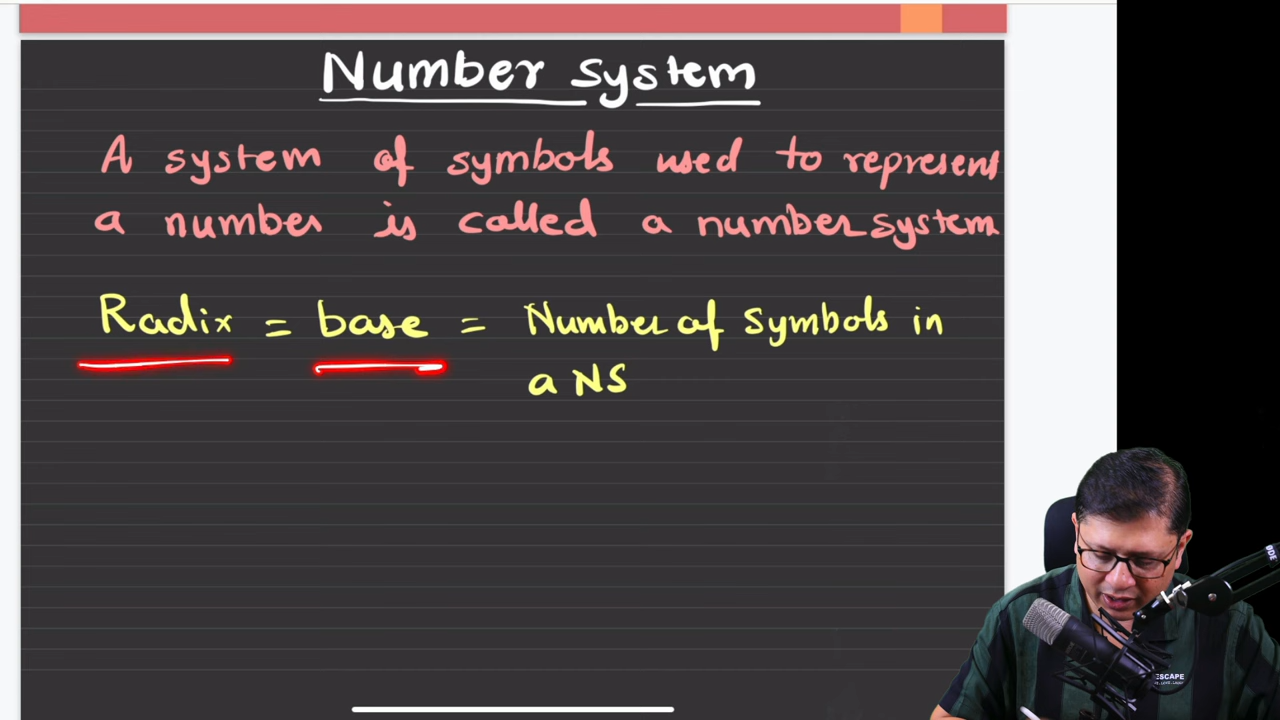 Number system
A system of symbols used to represent
a number is called a number system
Radix = base = Number of symbols in
a NS
ESCAPE